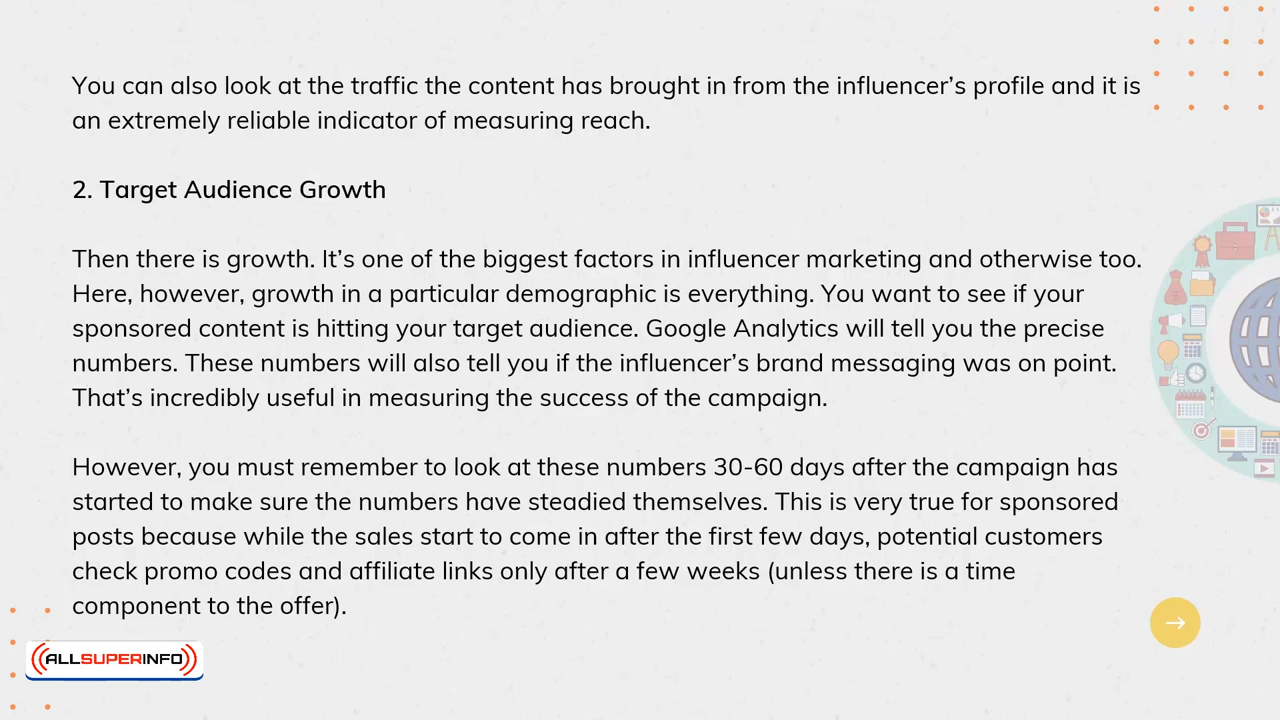 You can also look at the traffic the content has brought in from the influencer’s profile and it is
an extremely reliable indicator of measuring reach.
2. Target Audience Growth
Then there is growth. It’s one of the biggest factors in influencer marketing and otherwise too.
Here, however, growth in a particular demographic is everything. You want to see if your
sponsored content is hitting your target audience. Google Analytics will tell you the precise
numbers. These numbers will also tell you if the influencer’s brand messaging was on point.
That’s incredibly useful in measuring the success of the campaign.
However, you must remember to look at these numbers 30-60 days after the campaign has
started to make sure the numbers have steadied themselves. This is very true for sponsored
posts because while the sales start to come in after the first few days, potential customers
check promo codes and affiliate links only after a few weeks (unless there is a time
component to the offer).
ALLSUPERINFO